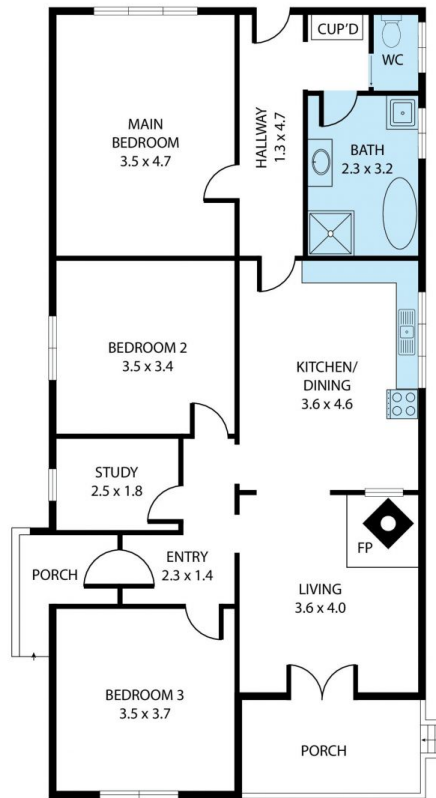 CUP'D
WC
MAIN
BEDROOM
3.5 x 4.7
HALLWAY
1.3 x 4.7
BATH
2.3 x 3.2
BEDROOM 2
3.5 x 3.4
KITCHEN/
DINING
3.6 x 4.6
STUDY
2.5 x 1.8
PORCH
ENTRY
2.3 x 1.4
FP
LIVING
3.6 x 4.0
BEDROOM 3
3.5 x 3.7
PORCH